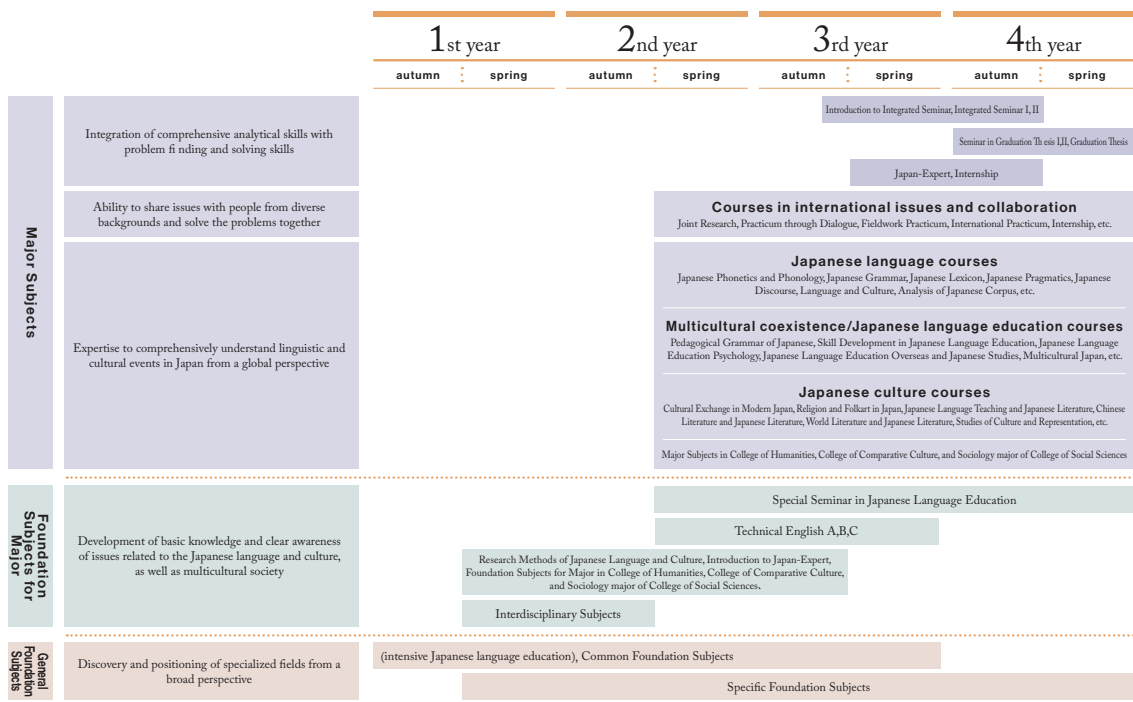 1st year
2nd year
3rd year
4th year
autumn
spring
autumn
spring
autumn
spring
autumn
spring
Major Subjects
Integration of comprehensive analytical skills with
problem fi nding and solving skills
Introduction to Integrated Seminar, Integrated Seminar I, II
Seminar in Graduation Th esis I,II, Graduation Thesis
Japan-Expert, Internship
Ability to share issues with people from diverse
backgrounds and solve the problems together
Courses in international issues and collaboration
Joint Research, Practicum through Dialogue, Fieldwork Practicum, International Practicum, Internship, etc.
Expertise to comprehensively understand linguistic and
cultural events in Japan from a global perspective
Japanese language courses
Japanese Phonetics and Phonology, Japanese Grammar, Japanese Lexicon, Japanese Pragmatics, Japanese
Discourse, Language and Culture, Analysis of Japanese Corpus, etc.
Multicultural coexistence/Japanese language education courses
Pedagogical Grammar of Japanese, Skill Development in Japanese Language Education, Japanese Language
Education Psychology, Japanese Language Education Overseas and Japanese Studies, Multicultural Japan, etc.
Japanese culture courses
Cultural Exchange in Modern Japan, Religion and Folkart in Japan, Japanese Language Teaching and Japanese Literature, Chinese
Literature and Japanese Literature, World Literature and Japanese Literature, Studies of Culture and Representation, etc.
Major Subjects in College of Humanities, College of Comparative Culture, and Sociology major of College of Social Sciences
Foundation
Subjects for
Major
Development of basic knowledge and clear awareness
of issues related to the Japanese language and culture,
as well as multicultural society
Special Seminar in Japanese Language Education
Technical English A,B,C
Research Methods of Japanese Language and Culture, Introduction to Japan-Expert,
Foundation Subjects for Major in College of Humanities, College of Comparative Culture,
and Sociology major of College of Social Sciences.
Interdisciplinary Subjects
General
Foundation
Subjects
Discovery and positioning of specialized fields from a
broad perspective
(intensive Japanese language education), Common Foundation Subjects
Specific Foundation Subjects